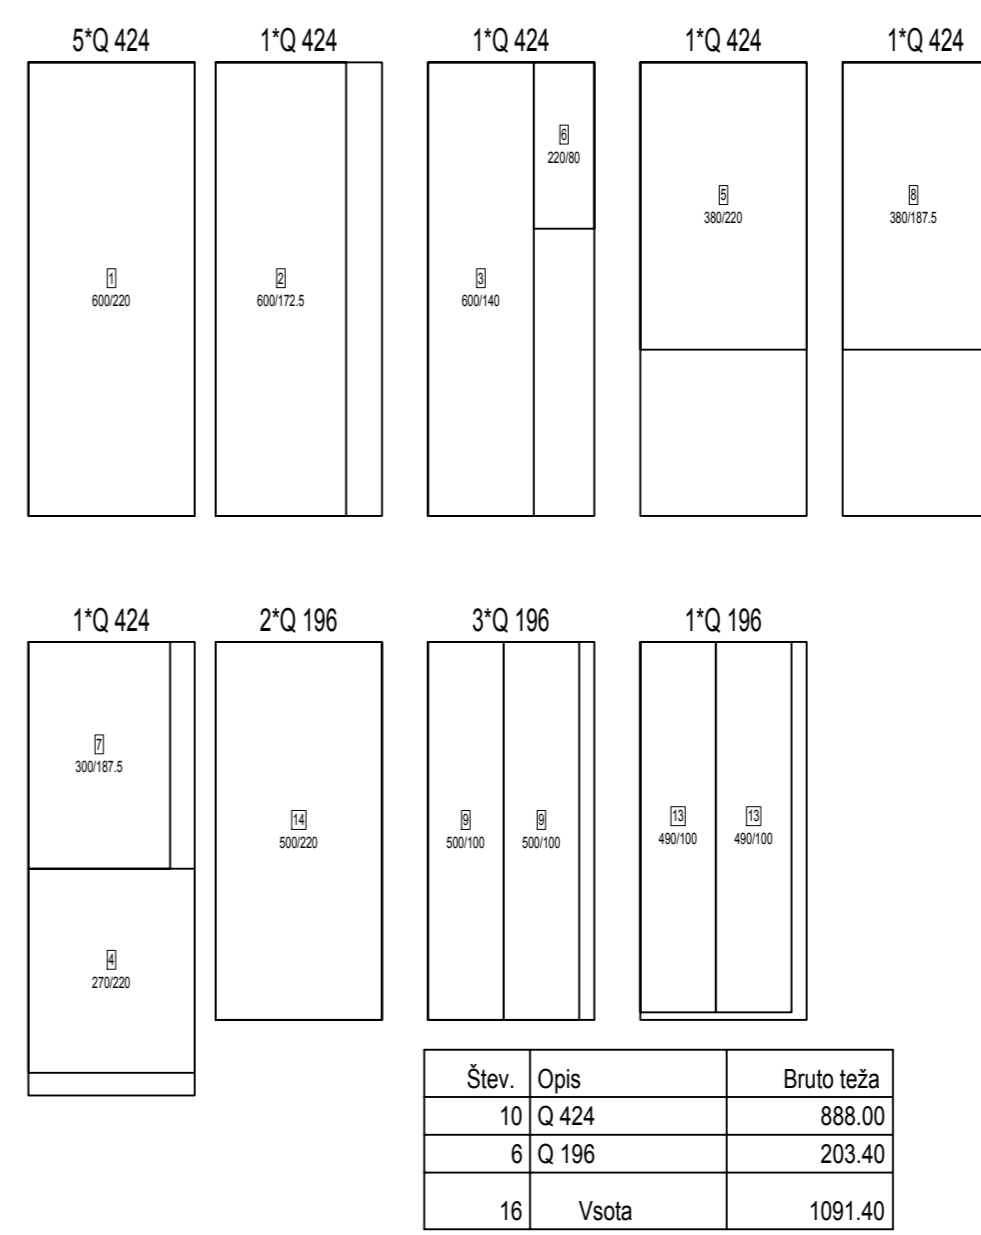 5*Q 424
1*Q 424
1*Q 424
1*Q 424
1*Q 424
6
220/80
5
380/220
8
380/187.5
1
600/220
2
600/172.5
3
600/140
1*Q 424
2*Q 196
3*Q 196
1*Q 196
7
300/187.5
14
500/220
9
500/100
9
500/100
13
490/100
13
490/100
4
270/220
Štev. Opis Bruto teža
10 Q 424 888.00
6 Q 196 203.40
16 Vsota 1091.40